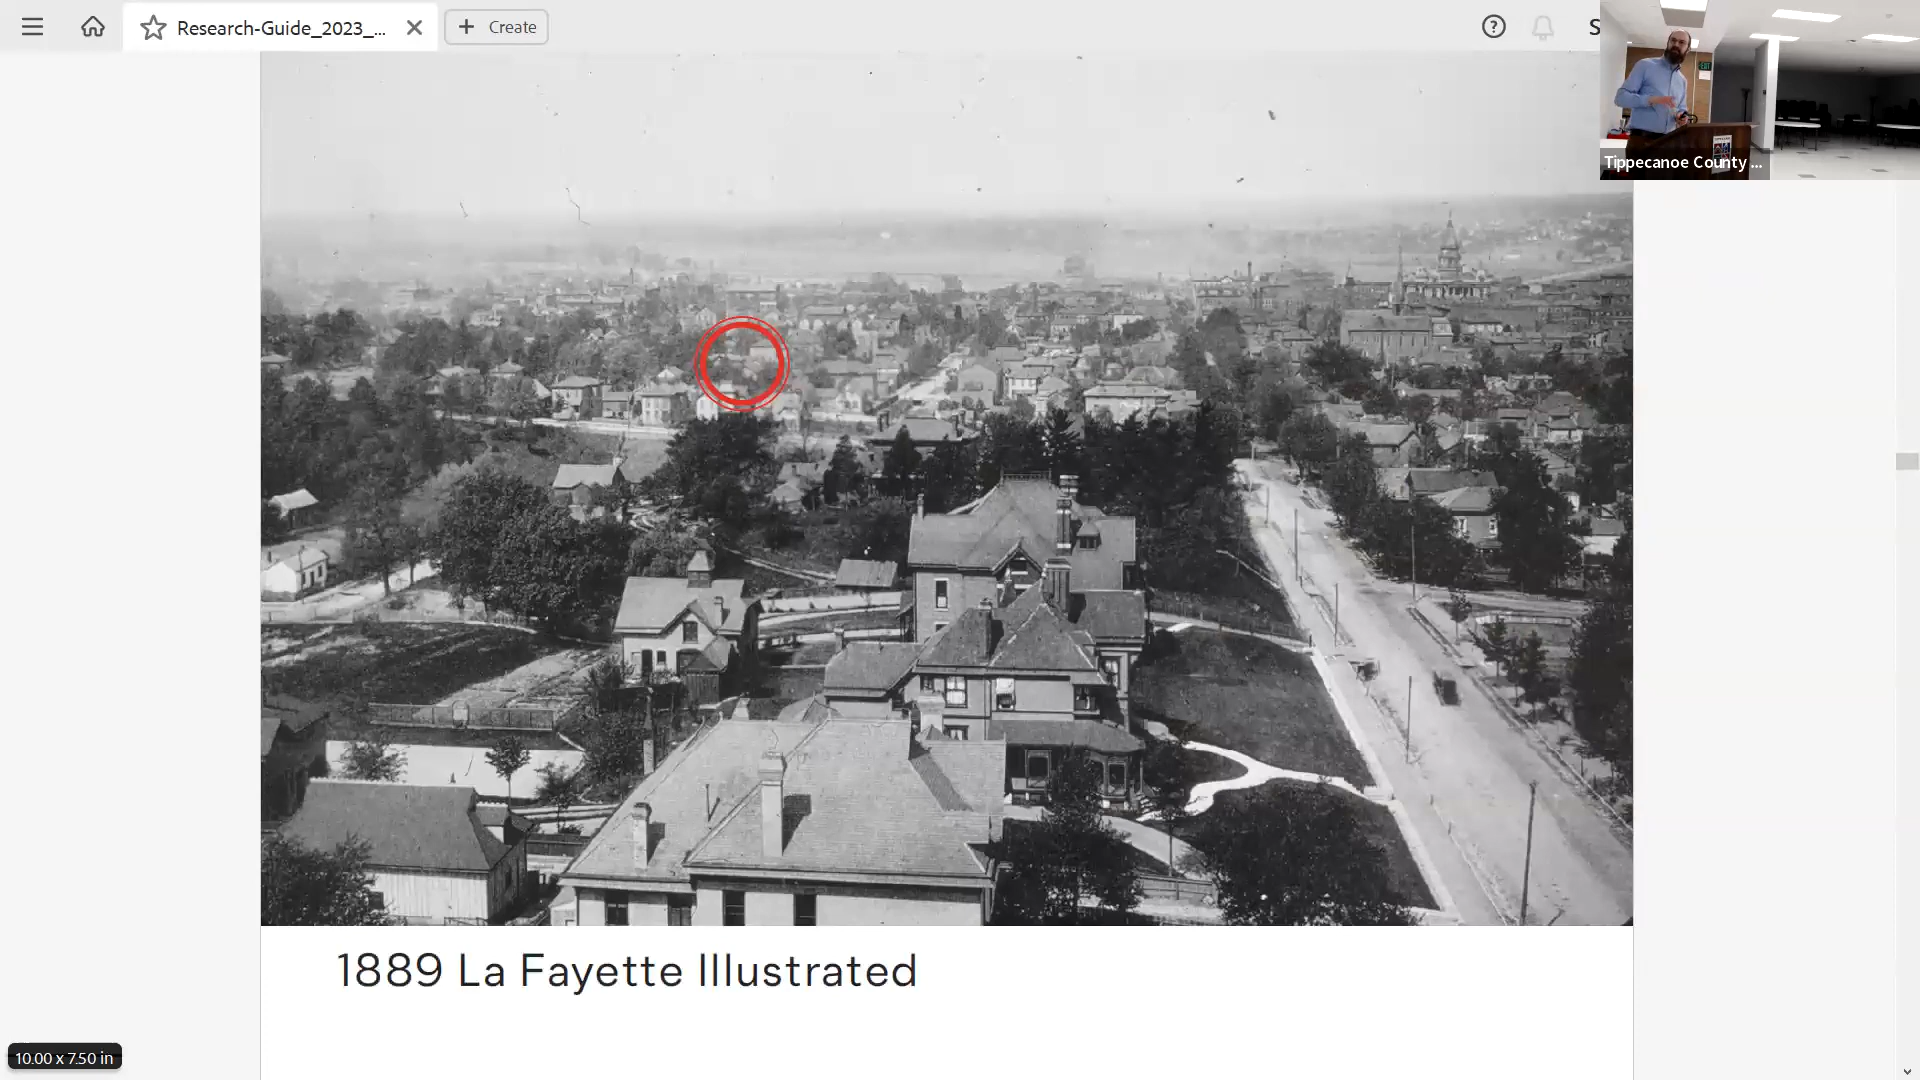 Research-Guide_2023_...
Create
S
Tippecanoe County ...
1889 La Fayette Illustrated
10.00 x 7.50 in